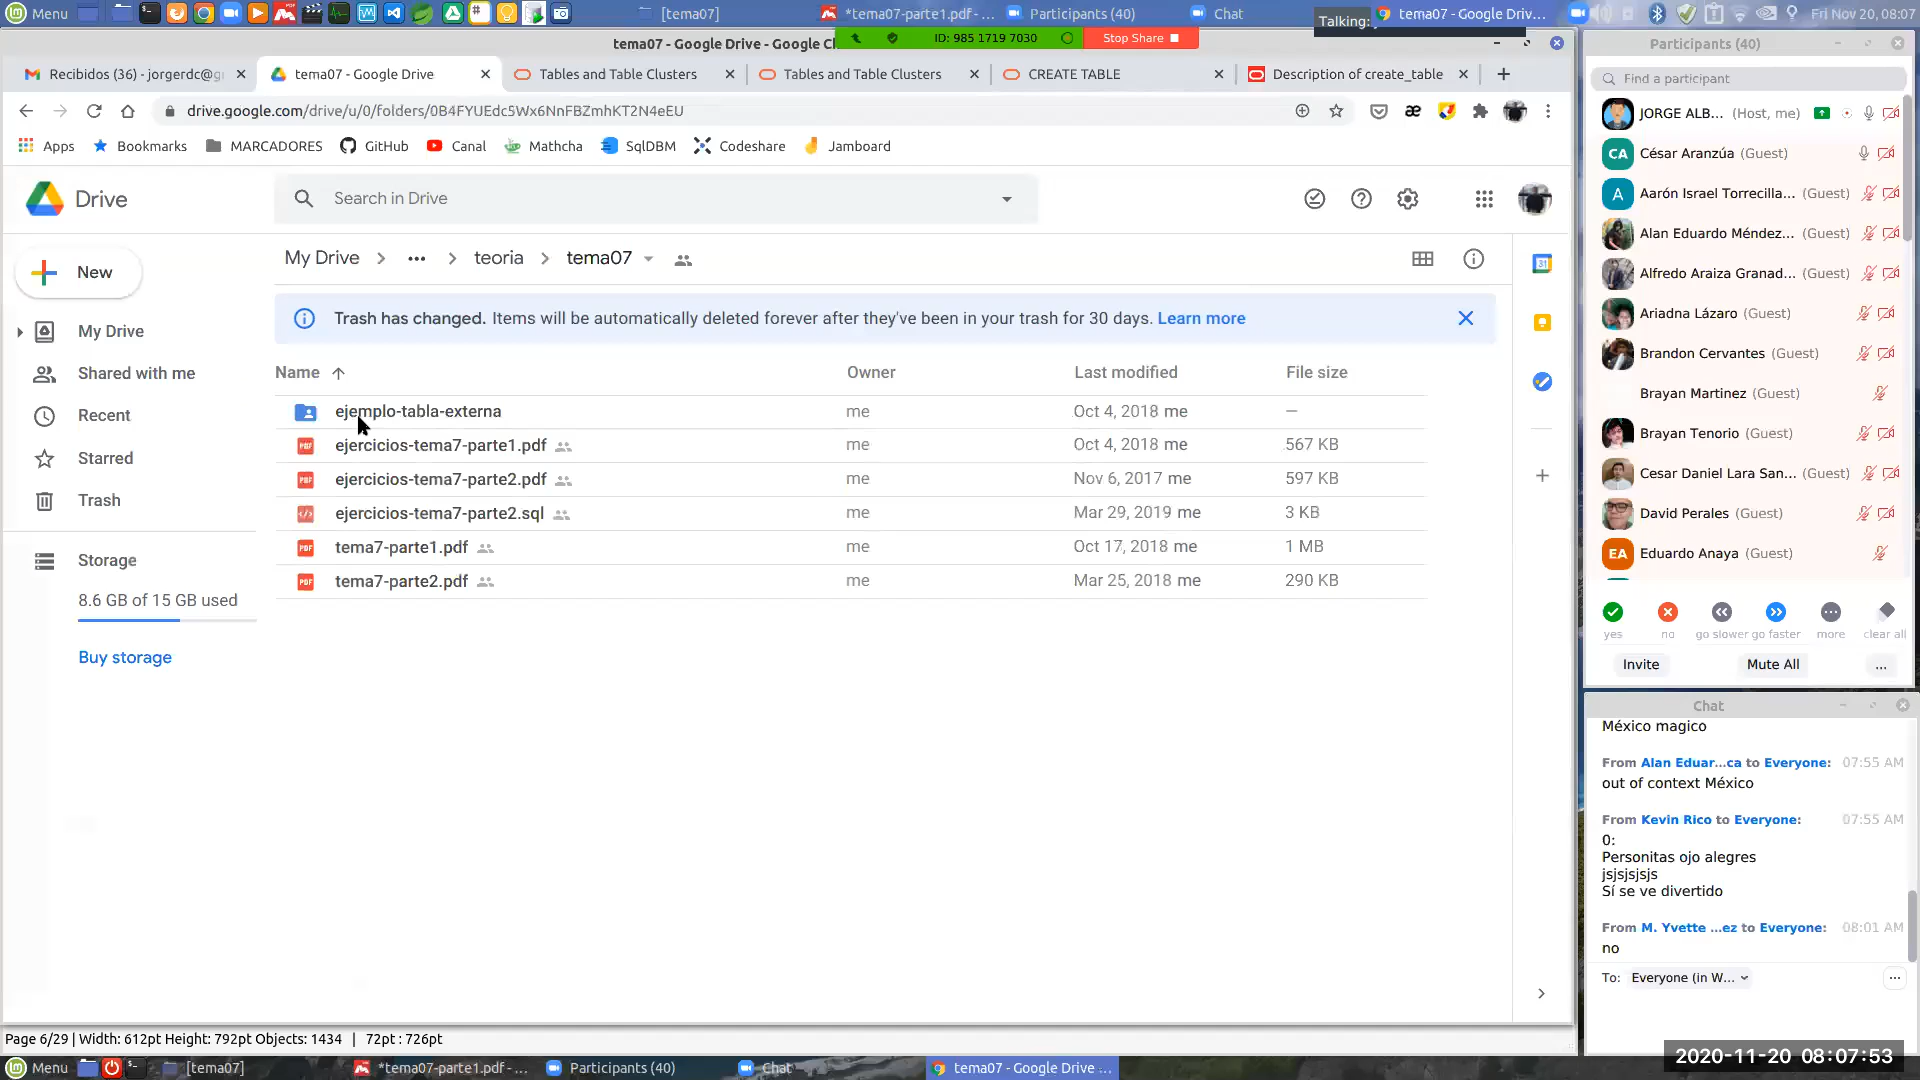 Menu
[tema07]
*tema07-parte1.pdf - ...
Participants (40)
Chat
Talking:
tema07 - Google Driv...
Fri Nov 20, 08:07
tema07 - Google Drive - Google C
ID: 985 1719 7030
Stop Share
Recibidos (36) - jorgerdc@g
tema07 - Google Drive
Tables and Table Clusters
Tables and Table Clusters
CREATE TABLE
Description of create_table
drive.google.com/drive/u/0/folders/0B4FYUEdc5Wx6NnFBZmhKT2N4eEU
Apps
Bookmarks
MARCADORES
GitHub
Canal
Mathcha
SqlDBM
Codeshare
Jamboard
Drive
Search in Drive
New
My Drive
...
teoria
tema07
Trash has changed. Items will be automatically deleted forever after they've been in your trash for 30 days. Learn more
My Drive
Shared with me
Recent
Starred
Trash
Storage
8.6 GB of 15 GB used
Buy storage
Name
Owner
Last modified
File size
ejemplo-tabla-externa
me
Oct 4, 2018 me
—
ejercicios-tema7-parte1.pdf
me
Oct 4, 2018 me
567 KB
ejercicios-tema7-parte2.pdf
me
Nov 6, 2017 me
597 KB
ejercicios-tema7-parte2.sql
me
Mar 29, 2019 me
3 KB
tema7-parte1.pdf
me
Oct 17, 2018 me
1 MB
tema7-parte2.pdf
me
Mar 25, 2018 me
290 KB
Participants (40)
Find a participant
JORGE ALB... (Host, me)
CA
César Aranzúa (Guest)
A
Aarón Israel Torrecilla... (Guest)
Alan Eduardo Méndez... (Guest)
Alfredo Araiza Granad... (Guest)
Ariadna Lázaro (Guest)
Brandon Cervantes (Guest)
Brayan Martinez (Guest)
Brayan Tenorio (Guest)
Cesar Daniel Lara San... (Guest)
David Perales (Guest)
EA
Eduardo Anaya (Guest)
yes
no
go slower
go faster
more
clear all
Invite
Mute All
...
Chat
México magico
From Alan Eduar...ca to Everyone: 07:55 AM
out of context México
From Kevin Rico to Everyone: 07:55 AM
0:
Personitas ojo alegres
jsjsjsjsjs
Sí se ve divertido
From M. Yvette ...ez to Everyone: 08:01 AM
no
To: Everyone (in W...
Page 6/29 | Width: 612pt Height: 792pt Objects: 1434 | 72pt : 726pt
Menu
[tema07]
*tema07-parte1.pdf - ...
Participants (40)
Chat
tema07 - Google Drive ...
2020-11-20 08:07:53